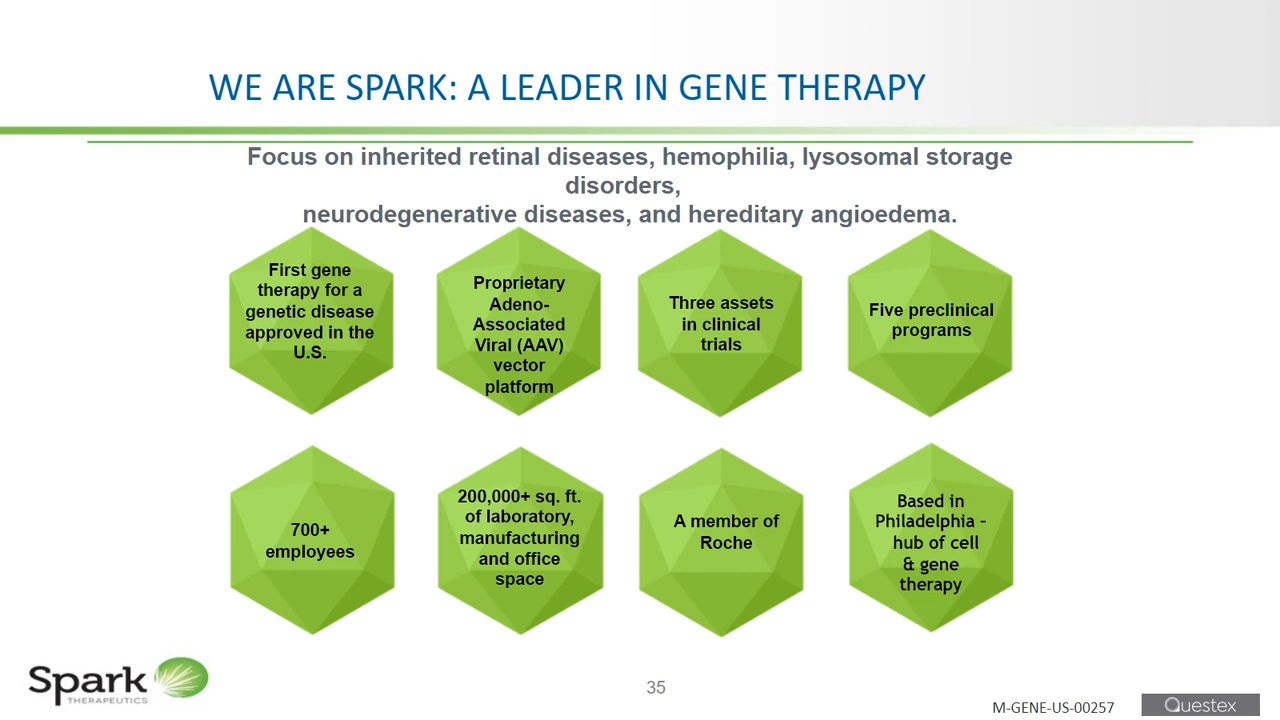 WE ARE SPARK: A LEADER IN GENE THERAPY
Focus on inherited retinal diseases, hemophilia, lysosomal storage
disorders,
neurodegenerative diseases, and hereditary angioedema.
First gene
therapy for a
genetic disease
approved in the
U.S.
Proprietary
Adeno-
Associated
Viral (AAV)
vector
platform
Three assets
in clinical
trials
Five preclinical
programs
700+
employees
200,000+ sq. ft.
of laboratory,
manufacturing
and office
space
A member of
Roche
Based in
Philadelphia –
hub of cell
& gene
therapy
Spark
THERAPEUTICS
35
M-GENE-US-00257
Questex